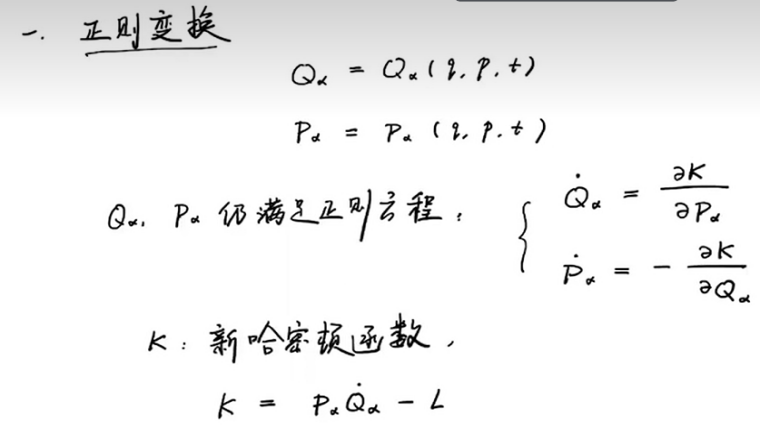 一. 正则变换
Qα = Qα(q, p, t)
Pα = Pα(q, p, t)
Qα, Pα 仍满足正则方程: { Q̇α = ∂K/∂Pα
Ṗα = - ∂K/∂Qα
K: 新哈密顿函数,
K = PαQ̇α - L